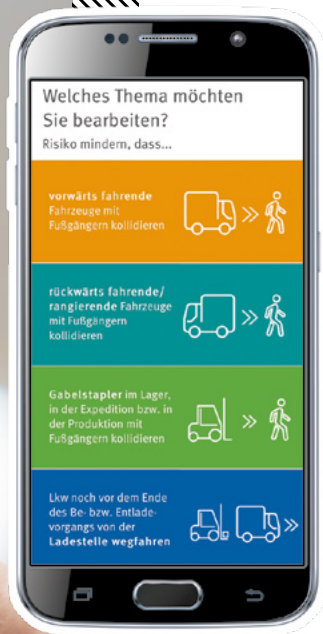 Welches Thema möchten
Sie bearbeiten?
Risiko mindern, dass...
vorwärts fahrende
Fahrzeuge mit
Fußgängern kollidieren
rückwärts fahrende/
rangierende Fahrzeuge
mit Fußgängern
kollidieren
Gabelstapler im Lager,
in der Expedition bzw. in
der Produktion mit
Fußgängern kollidieren
Lkw noch vor dem Ende
des Be- bzw. Entlade-
vorgangs von der
Ladestelle wegfahren